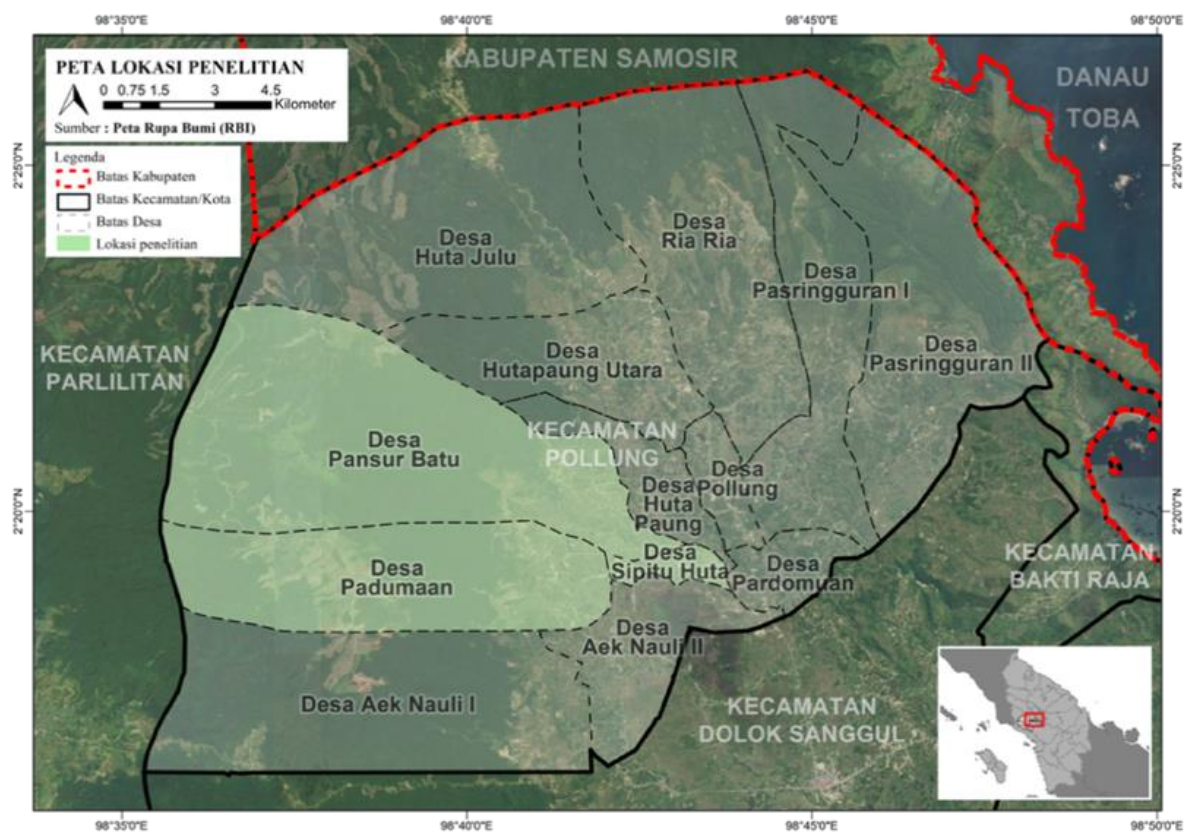 98°35'0"E
98°40'0"E
98°45'0"E
98°50'0"E
KABUPATEN SAMOSIR
DANAU
TOBA
PETA LOKASI PENELITIAN
0 0.75 1.5 3 4.5
Kilometer
Sumber : Peta Rupa Bumi (RBI)
Legenda
Batas Kabupaten
Batas Kecamatan/Kota
Batas Desa
Lokasi penelitian
2°25'0"N
2°25'0"N
Desa
Huta Julu
Desa
Ria Ria
Desa
Pasringguran I
Desa
Pasringguran II
KECAMATAN
PARLILITAN
Desa
Hutapaung Utara
KECAMATAN
POLLUNG
Desa
Pansur Batu
Desa
Pollung
Desa
Huta
Paung
2°20'0"N
2°20'0"N
Desa
Sipitu Huta
Desa
Pardomuan
KECAMATAN
BAKTI RAJA
Desa
Padumaan
Desa
Aek Nauli II
Desa Aek Nauli I
KECAMATAN
DOLOK SANGGUL
98°35'0"E
98°40'0"E
98°45'0"E
98°50'0"E